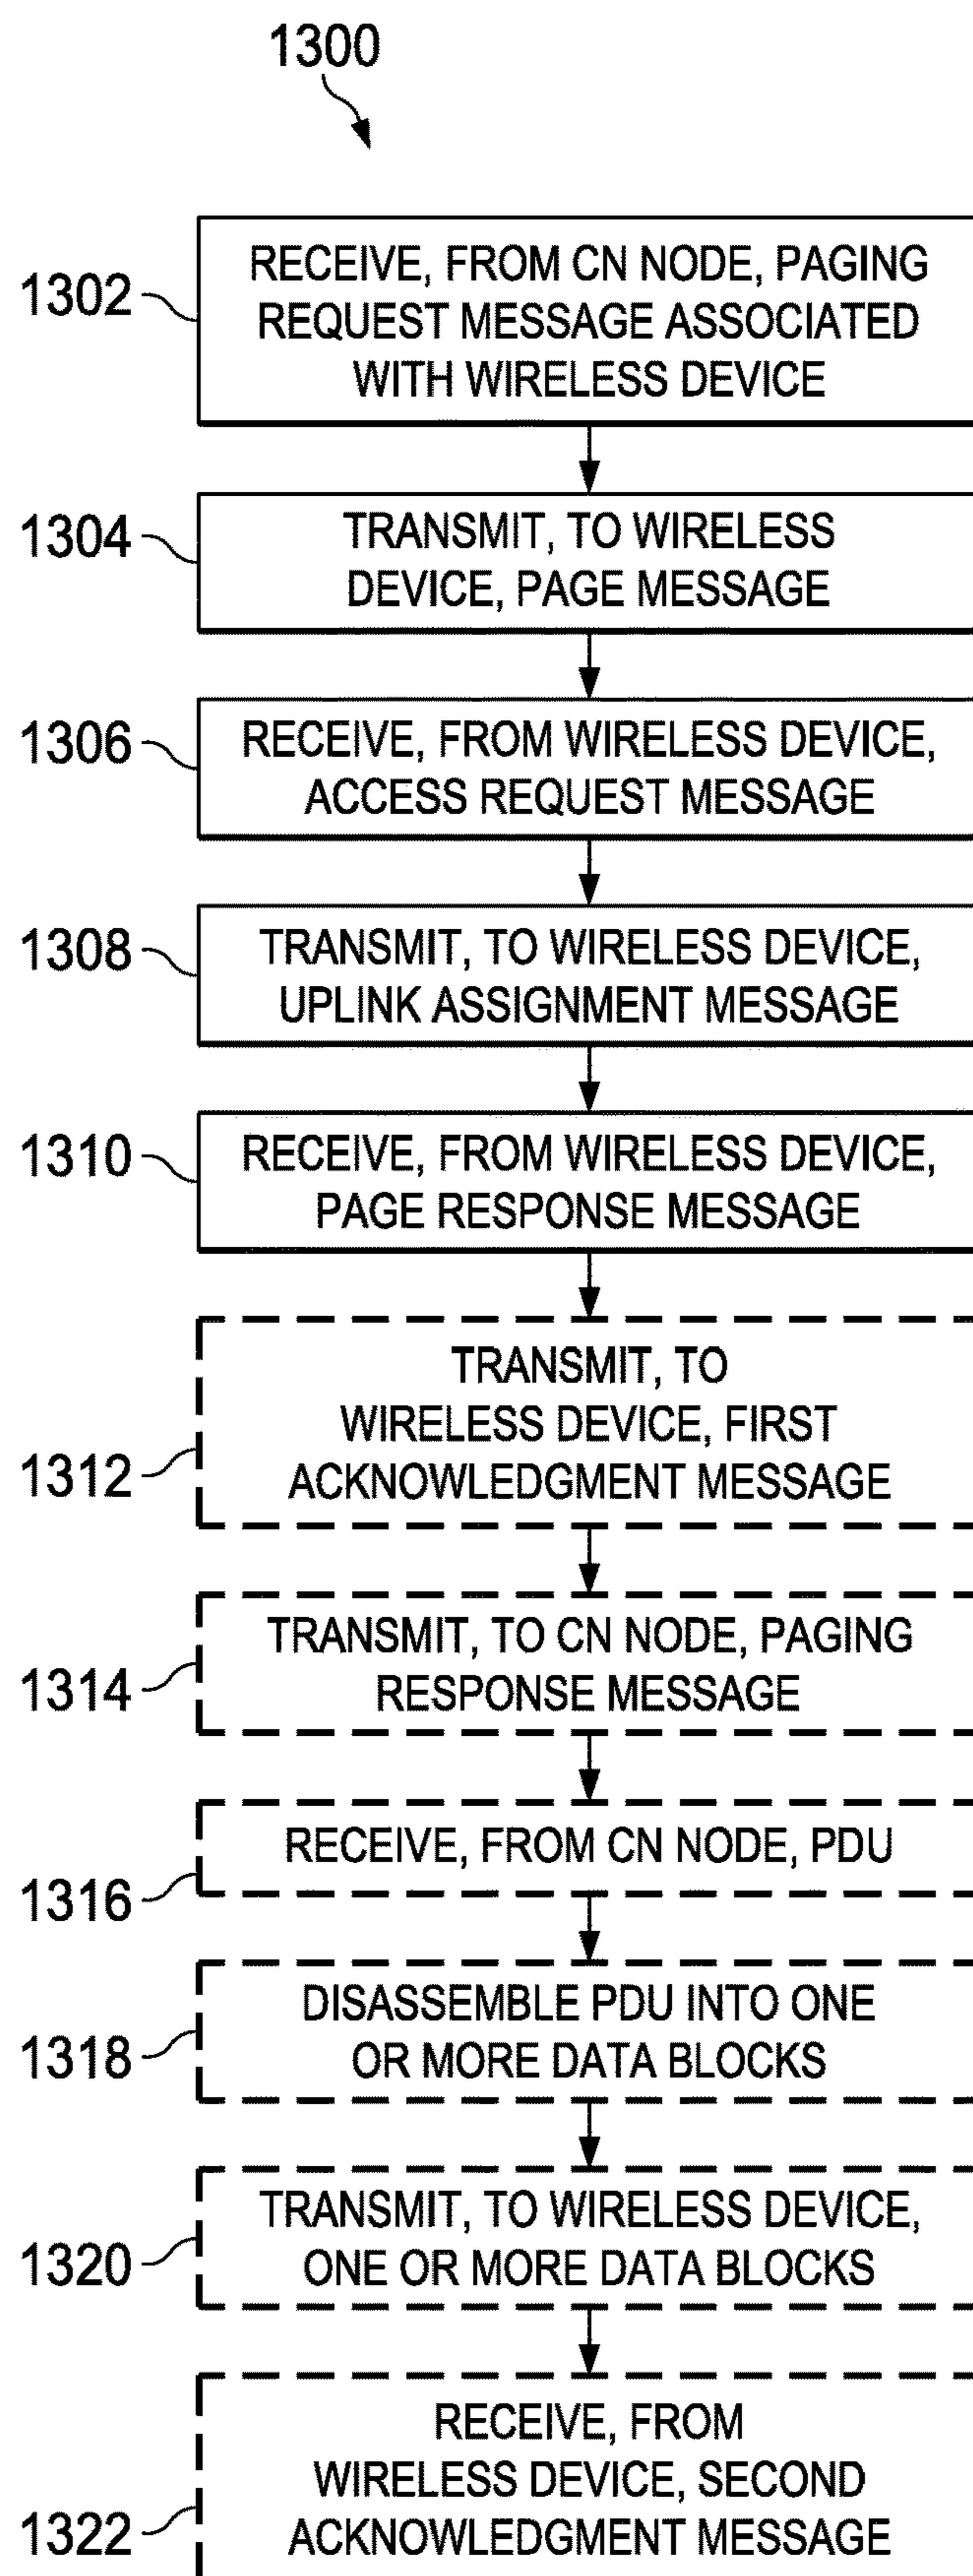 1300
1302
RECEIVE, FROM CN NODE, PAGING
REQUEST MESSAGE ASSOCIATED
WITH WIRELESS DEVICE
1304
TRANSMIT, TO WIRELESS
DEVICE, PAGE MESSAGE
1306
RECEIVE, FROM WIRELESS DEVICE,
ACCESS REQUEST MESSAGE
1308
TRANSMIT, TO WIRELESS DEVICE,
UPLINK ASSIGNMENT MESSAGE
1310
RECEIVE, FROM WIRELESS DEVICE,
PAGE RESPONSE MESSAGE
1312
TRANSMIT, TO
WIRELESS DEVICE, FIRST
ACKNOWLEDGMENT MESSAGE
1314
TRANSMIT, TO CN NODE, PAGING
RESPONSE MESSAGE
1316
RECEIVE, FROM CN NODE, PDU
1318
DISASSEMBLE PDU INTO ONE
OR MORE DATA BLOCKS
1320
TRANSMIT, TO WIRELESS DEVICE,
ONE OR MORE DATA BLOCKS
1322
RECEIVE, FROM
WIRELESS DEVICE, SECOND
ACKNOWLEDGMENT MESSAGE